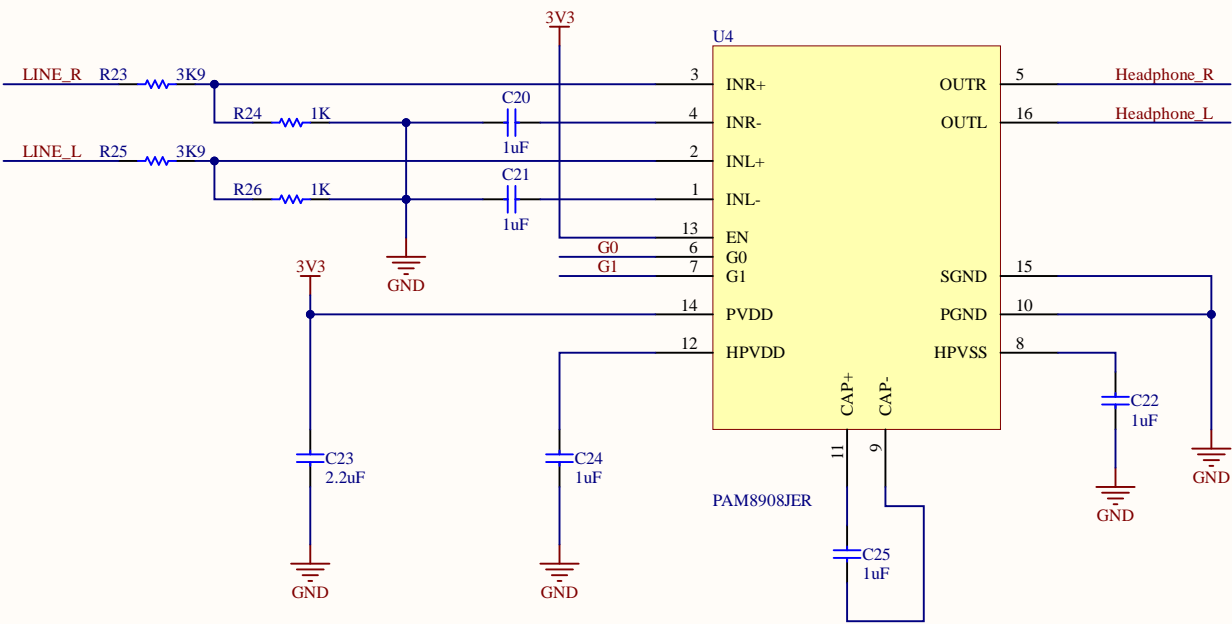 3V3
U4
LINE_R R23 3K9 3 INR+ OUTR 5 Headphone_R
R24 1K C20 1uF 4 INR- OUTL 16 Headphone_L
LINE_L R25 3K9 2 INL+
R26 1K C21 1uF 1 INL-
13 EN
G0 6 G0
G1 7 G1
GND
SGND 15
3V3
14 PVDD PGND 10
12 HPVDD HPVSS 8
CAP+ CAP-
11 9
C22
1uF
GND
GND
C23
2.2uF
GND
C24
1uF
GND
PAM8908JER
C25
1uF